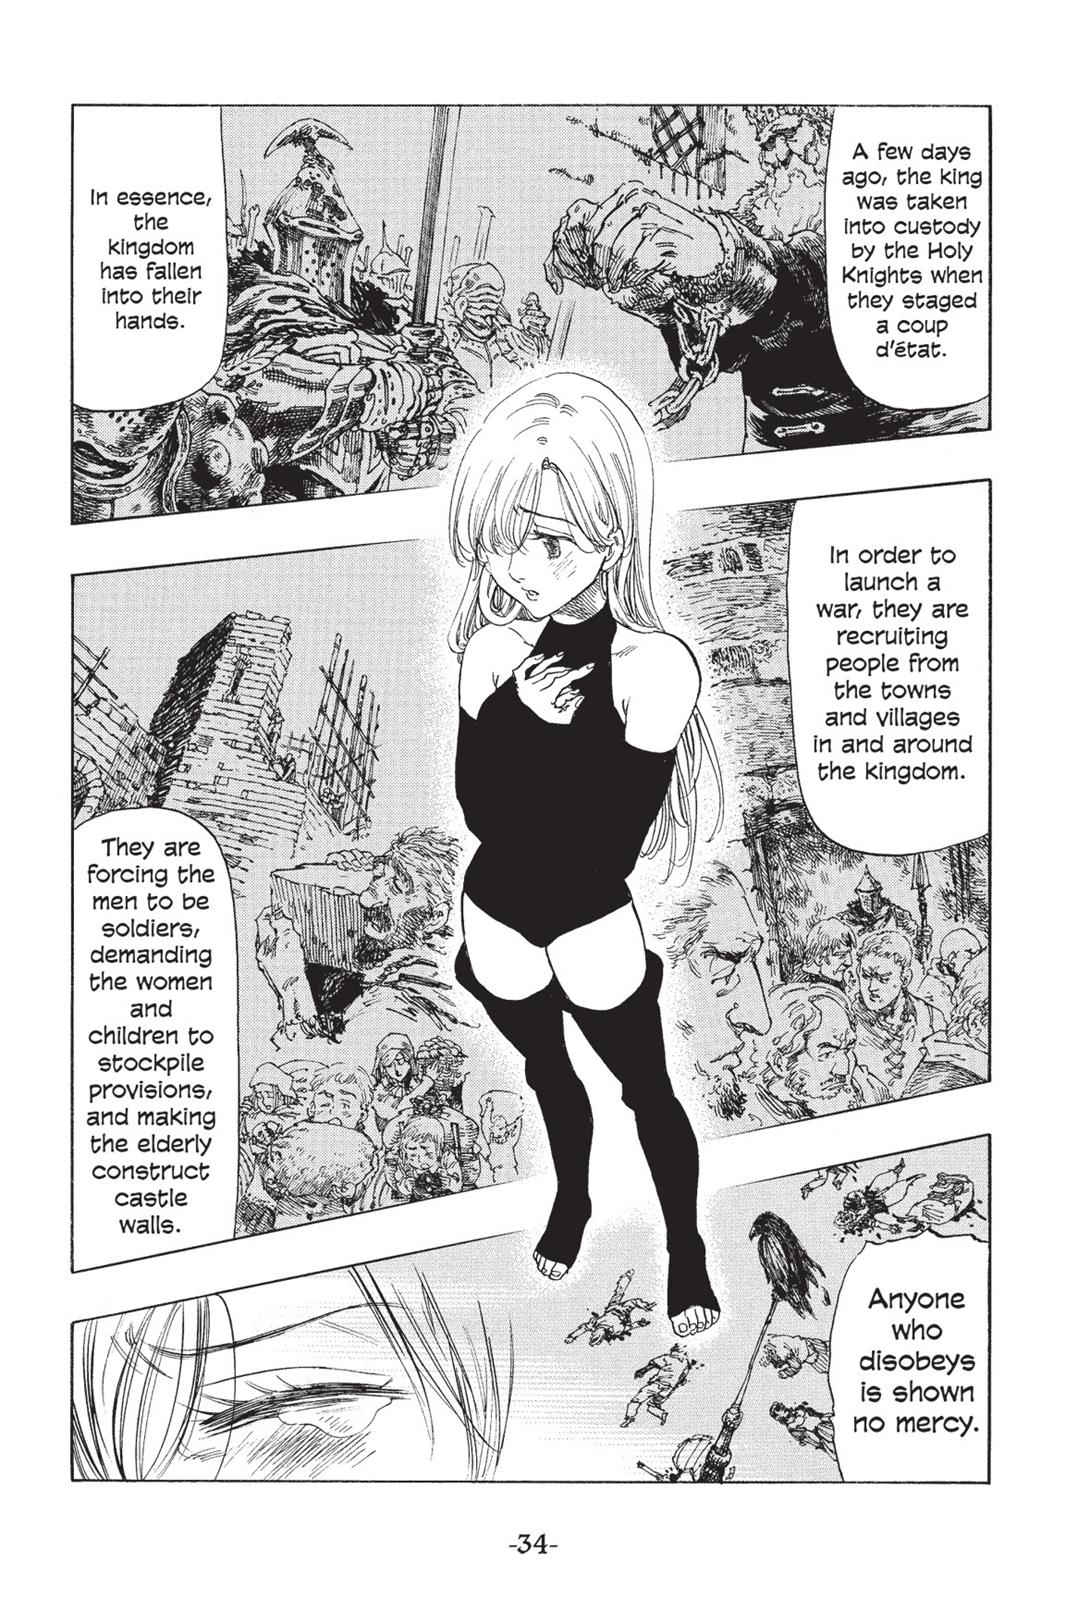 A few days
ago, the king
was taken
into custody
by the Holy
Knights when
they staged
a coup
d'état.
In essence,
the
kingdom
has fallen
into their
hands.
In order to
launch a
war, they are
recruiting
people from
the towns
and villages
in and around
the kingdom.
They are
forcing the
men to be
soldiers,
demanding
the women
and
children to
stockpile
provisions,
and making
the elderly
construct
castle
walls.
Anyone
who
disobeys
is shown
no mercy.
-34-